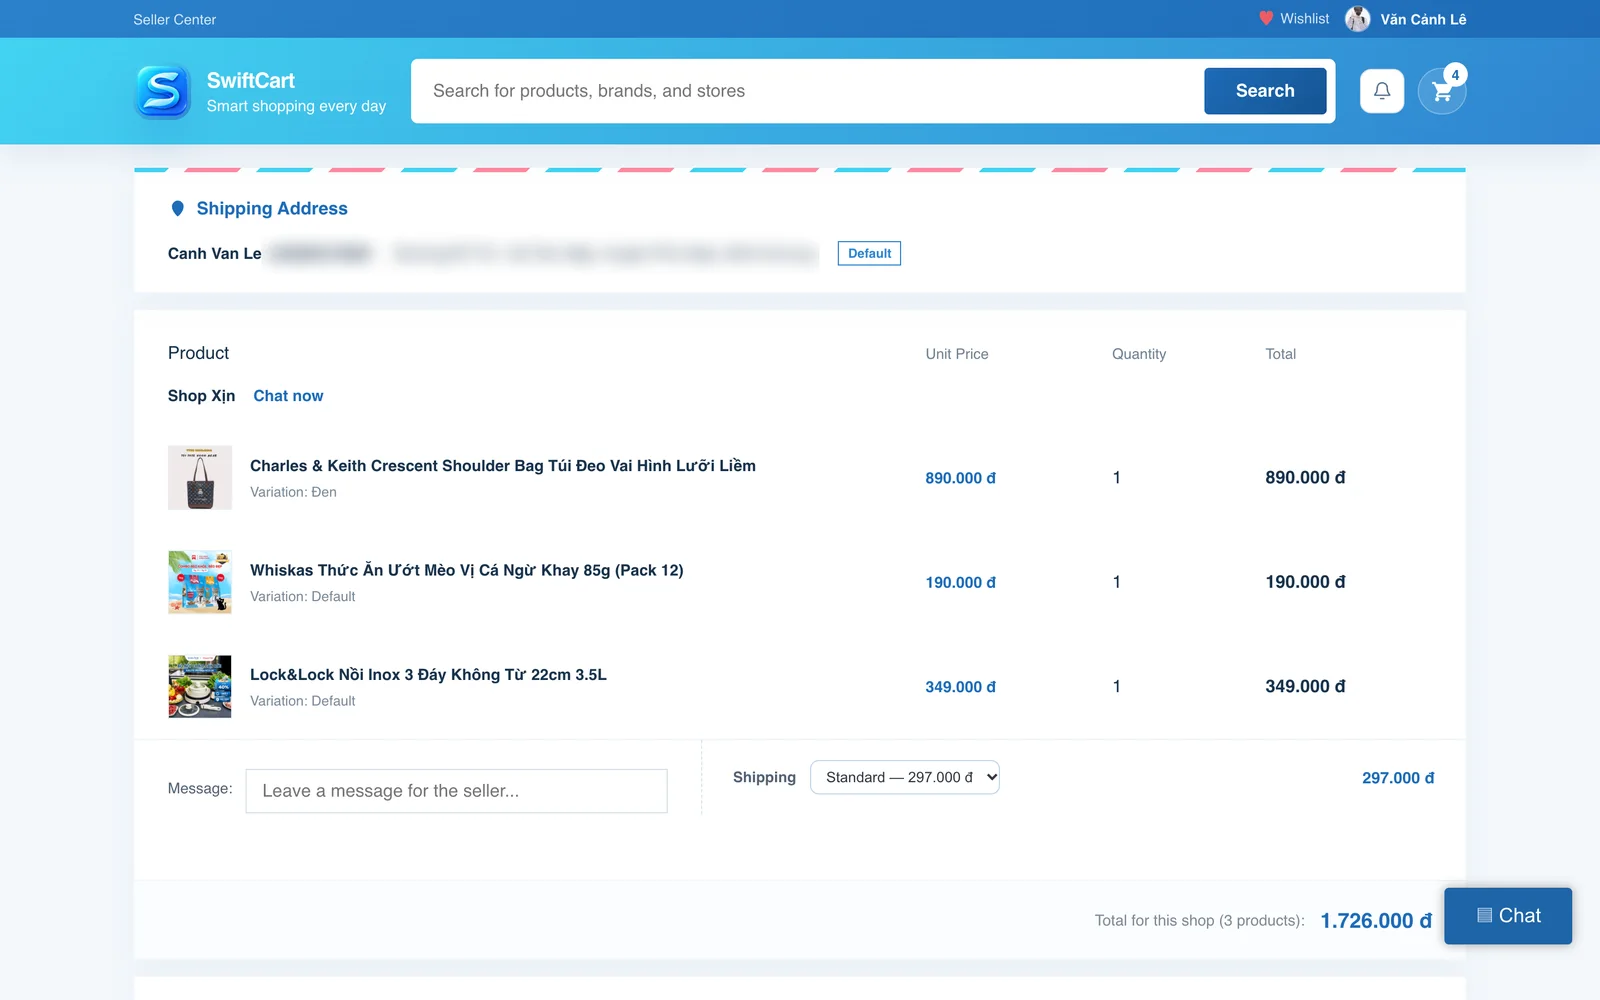 Seller Center
Wishlist
Văn Cảnh Lê
SwiftCart
Smart shopping every day
Search for products, brands, and stores
Search
4
Shipping Address
Canh Van Le
Default
Product Unit Price Quantity Total
Shop Xịn Chat now
Charles & Keith Crescent Shoulder Bag Túi Đeo Vai Hình Lưỡi Liềm
Variation: Đen
890.000 đ 1 890.000 đ
Whiskas Thức Ăn Ướt Mèo Vị Cá Ngừ Khay 85g (Pack 12)
Variation: Default
190.000 đ 1 190.000 đ
Lock&Lock Nồi Inox 3 Đáy Không Từ 22cm 3.5L
Variation: Default
349.000 đ 1 349.000 đ
Message: Leave a message for the seller...
Shipping Standard — 297.000 đ 297.000 đ
Total for this shop (3 products): 1.726.000 đ
Chat